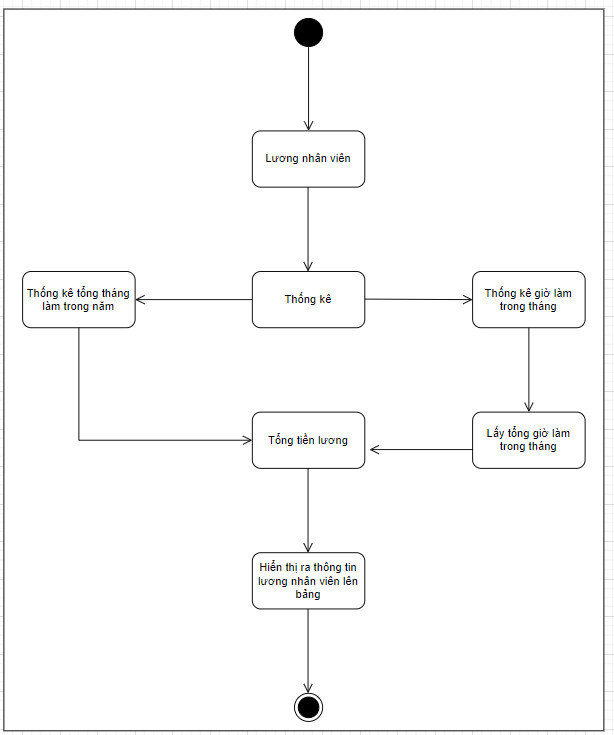 Lương nhân viên
Thống kê tổng tháng
làm trong năm
Thống kê
Thống kê giờ làm
trong tháng
Tổng tiền lương
Lấy tổng giờ làm
trong tháng
Hiển thị ra thông tin
lương nhân viên lên
bảng